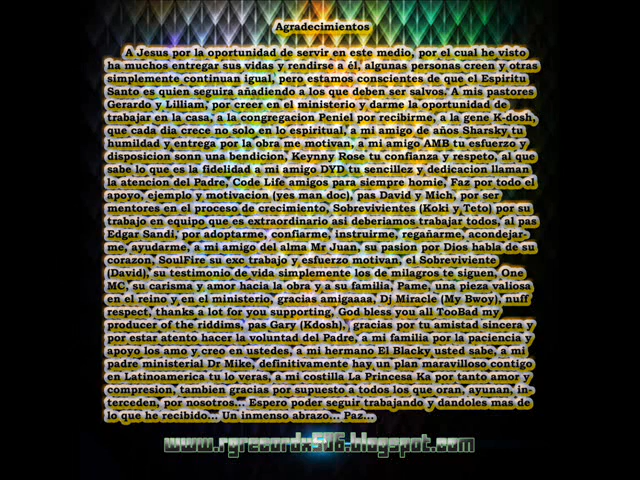 Agradecimientos
A Jesus por la oportunidad de servir en este medio, por el cual he visto
ha muchos entregar sus vidas y rendirse a él, algunas personas creen y otras
simplemente continuan igual, pero estamos conscientes de que el Espiritu
Santo es quien seguira añadiendo a los que deben ser salvos. A mis pastores
Gerardo y Lilliam, por creer en el ministerio y darme la oportunidad de
trabajar en la casa, a la congregacion Peniel por recibirme, a la gene K-dosh,
que cada dia crece no solo en lo espiritual, a mi amigo de años Sharsky tu
humildad y entrega por la obra me motivan, a mi amigo AMB tu esfuerzo y
disposicion sonn una bendicion, Keynny Rose tu confianza y respeto, al que
sabe lo que es la fidelidad a mi amigo DYD tu sencillez y dedicacion llaman
la atencion del Padre, Code Life amigos para siempre homie, Faz por todo el
apoyo, ejemplo y motivacion (yes man doc), pas David y Mich, por ser
mentores en el proceso de crecimiento, Sobrevivientes (Koki y Teto) por su
trabajo en equipo que es extraordinario asi deberiamos trabajar todos, al pas
Edgar Sandi, por adoptarme, confiarme, instruirme, regañarme, acondejar-
me, ayudarme, a mi amigo del alma Mr Juan, su pasion por Dios habla de su
corazon, SoulFire su exc trabajo y esfuerzo motivan, el Sobreviviente
(David), su testimonio de vida simplemente los de milagros te siguen, One
MC, su carisma y amor hacia la obra y a su familia, Pame, una pieza valiosa
en el reino y en el ministerio, gracias amigaaaa, Dj Miracle (My Bwoy), nuff
respect, thanks a lot for you supporting, God bless you all TooBad my
producer of the riddims, pas Gary (Kdosh), gracias por tu amistad sincera y
por estar atento hacer la voluntad del Padre, a mi familia por la paciencia y
apoyo los amo y creo en ustedes, a mi hermano El Blacky usted sabe, a mi
padre ministerial Dr Mike, definitivamente hay un plan maravilloso contigo
en Latinoamerica tu lo veras, a mi costilla La Princesa Ka por tanto amor y
compresion, tambien gracias por supuesto a todos los que oran, ayunan, in-
terceden, por nosotros... Espero poder seguir trabajando y dandoles mas de
lo que he recibido... Un inmenso abrazo... Paz...
www.rgrecordx506.blogspot.com